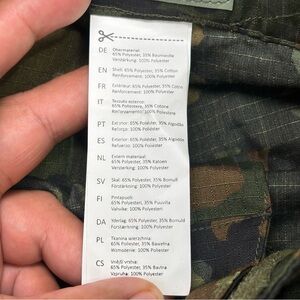 DE Obermaterial:
65% Polyester, 35% Baumwolle
Verstärkung: 100% Polyester
EN Shell: 65% Polyester, 35% Cotton
Reinforcement: 100% Polyester
FR Extérieur: 65% Polyester, 35% Coton
Renforcement: 100% Polyester
IT Tessuto esterno:
65% Poliestere, 35% Cotone
Rinforzo: 100% Poliestere
PT Exterior: 65% Poliéster, 35% Algodão
Reforço: 100% Poliéster
ES Exterior: 65% Poliéster, 35% Algodón
Refuerzo: 100% Poliéster
NL Extern materiaal:
65% Polyester, 35% Katoen
Versterking: 100% Polyester
SV Skal: 65% Polyester, 35% Bomull
Förstärkning: 100% Polyester
FI Pintapuoli:
65% Polyesteri, 35% Puuvilla
Vahvike: 100% Polyesteri
DA Yderlag: 65% Polyester, 35% Bomuld
Forstærkning: 100% Polyester
PL Tkanina wierzchnia:
65% Poliester, 35% Bawełna
Wzmocnienie: 100% Poliester
CS Vnější vrstva:
65% Polyester, 35% Bavlna
Výztuha: 100% Polyester